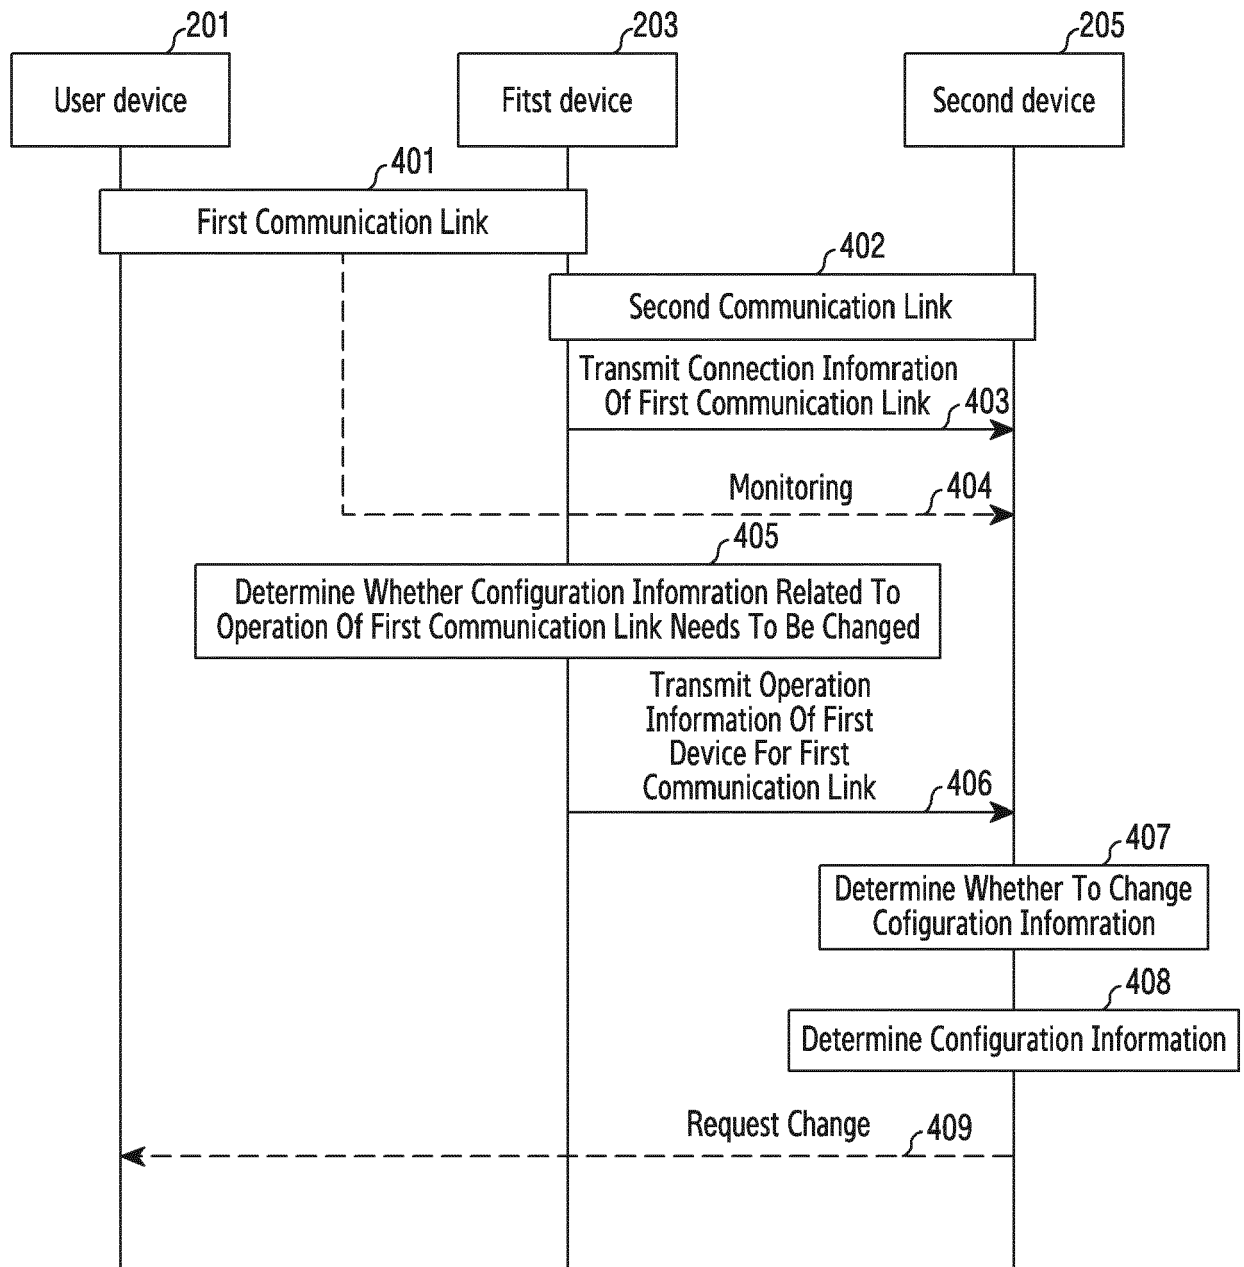 201
203
205
User device
Fitst device
Second device
401
First Communication Link
402
Second Communication Link
Transmit Connection Infomration
Of First Communication Link
403
Monitoring
404
405
Determine Whether Configuration Infomration Related To
Operation Of First Communication Link Needs To Be Changed
Transmit Operation
Information Of First
Device For First
Communication Link
406
407
Determine Whether To Change
Cofiguration Infomration
408
Determine Configuration Information
Request Change
409